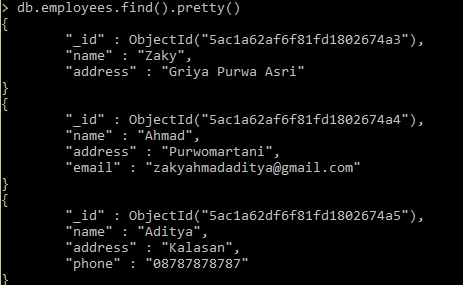 > db.employees.find().pretty()
{
"_id" : ObjectId("5ac1a62af6f81fd1802674a3"),
"name" : "Zaky",
"address" : "Griya Purwa Asri"
}
{
"_id" : ObjectId("5ac1a62af6f81fd1802674a4"),
"name" : "Ahmad",
"address" : "Purwomartani",
"email" : "zakyahmadaditya@gmail.com"
}
{
"_id" : ObjectId("5ac1a62df6f81fd1802674a5"),
"name" : "Aditya",
"address" : "Kalasan",
"phone" : "08787878787"
}